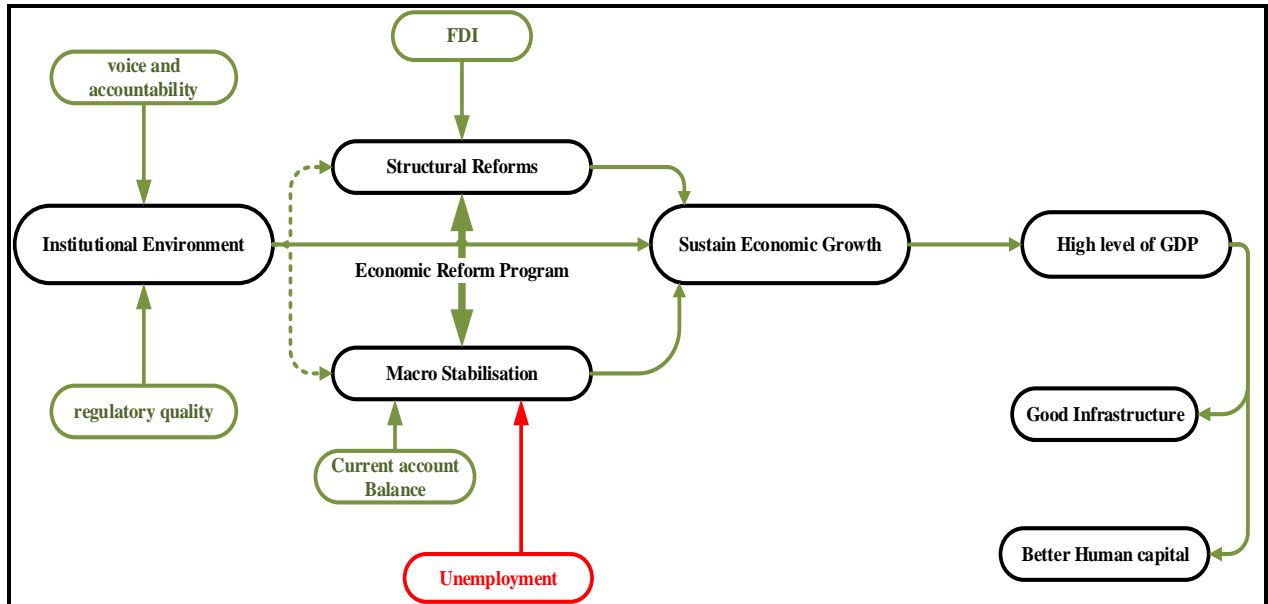 FDI
voice and
accountability
Structural Reforms
Institutional Environment
Sustain Economic Growth
High level of GDP
Economic Reform Program
Macro Stabilisation
regulatory quality
Good Infrastructure
Current account
Balance
Better Human capital
Unemployment